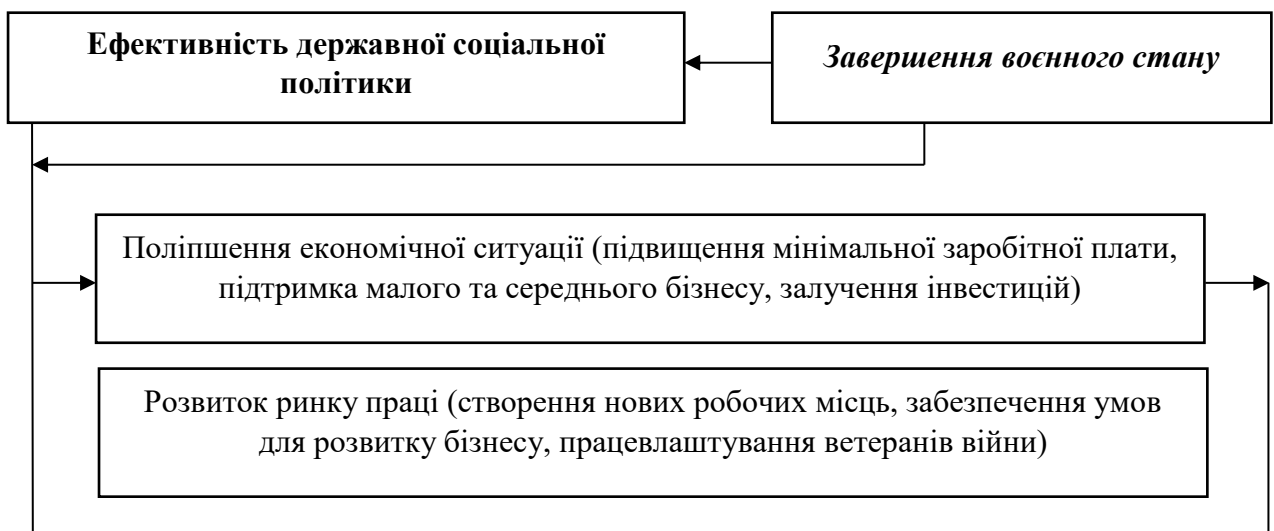 Ефективність державної соціальної
політики
Завершення воєнного стану
Поліпшення економічної ситуації (підвищення мінімальної заробітної плати,
підтримка малого та середнього бізнесу, залучення інвестицій)
Розвиток ринку праці (створення нових робочих місць, забезпечення умов
для розвитку бізнесу, працевлаштування ветеранів війни)